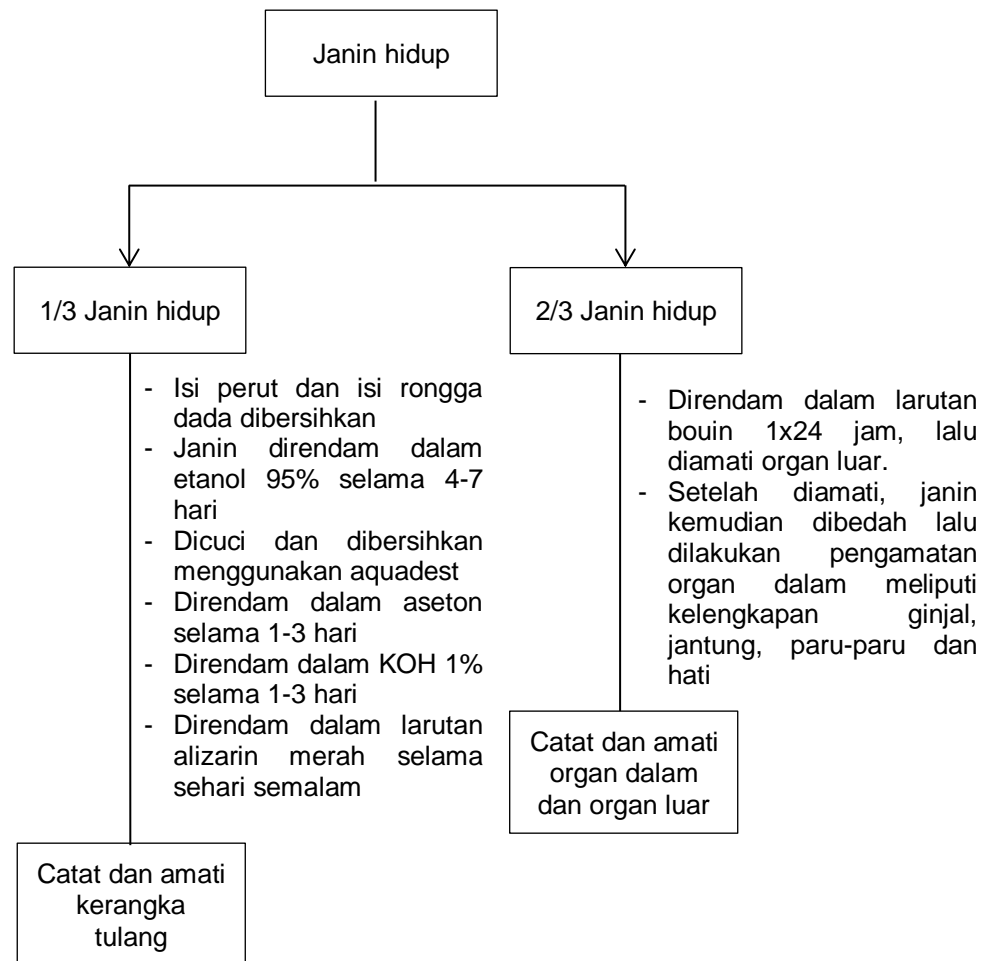 Janin hidup
1/3 Janin hidup
- Isi perut dan isi rongga
dada dibersihkan
- Janin direndam dalam
etanol 95% selama 4-7
hari
- Dicuci dan dibersihkan
menggunakan aquadest
- Direndam dalam aseton
selama 1-3 hari
- Direndam dalam KOH 1%
selama 1-3 hari
- Direndam dalam larutan
alizarin merah selama
sehari semalam
Catat dan amati
kerangka
tulang
2/3 Janin hidup
- Direndam dalam larutan
bouin 1x24 jam, lalu
diamati organ luar.
- Setelah diamati, janin
kemudian dibedah lalu
dilakukan pengamatan
organ dalam meliputi
kelengkapan ginjal,
jantung, paru-paru dan
hati
Catat dan amati
organ dalam
dan organ luar